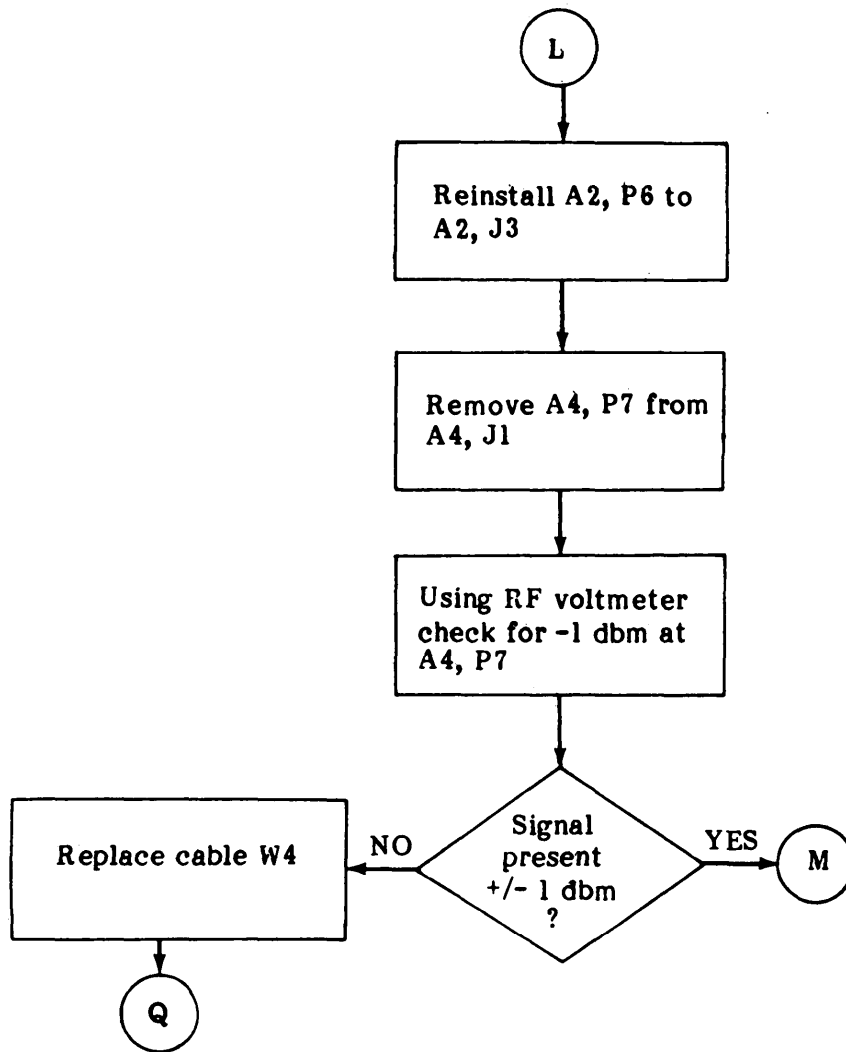 L
Reinstall A2, P6 to
A2, J3
Remove A4, P7 from
A4, J1
Using RF voltmeter
check for -1 dbm at
A4, P7
Signal
present
+/- 1 dbm
?
NO
YES
Replace cable W4
M
Q